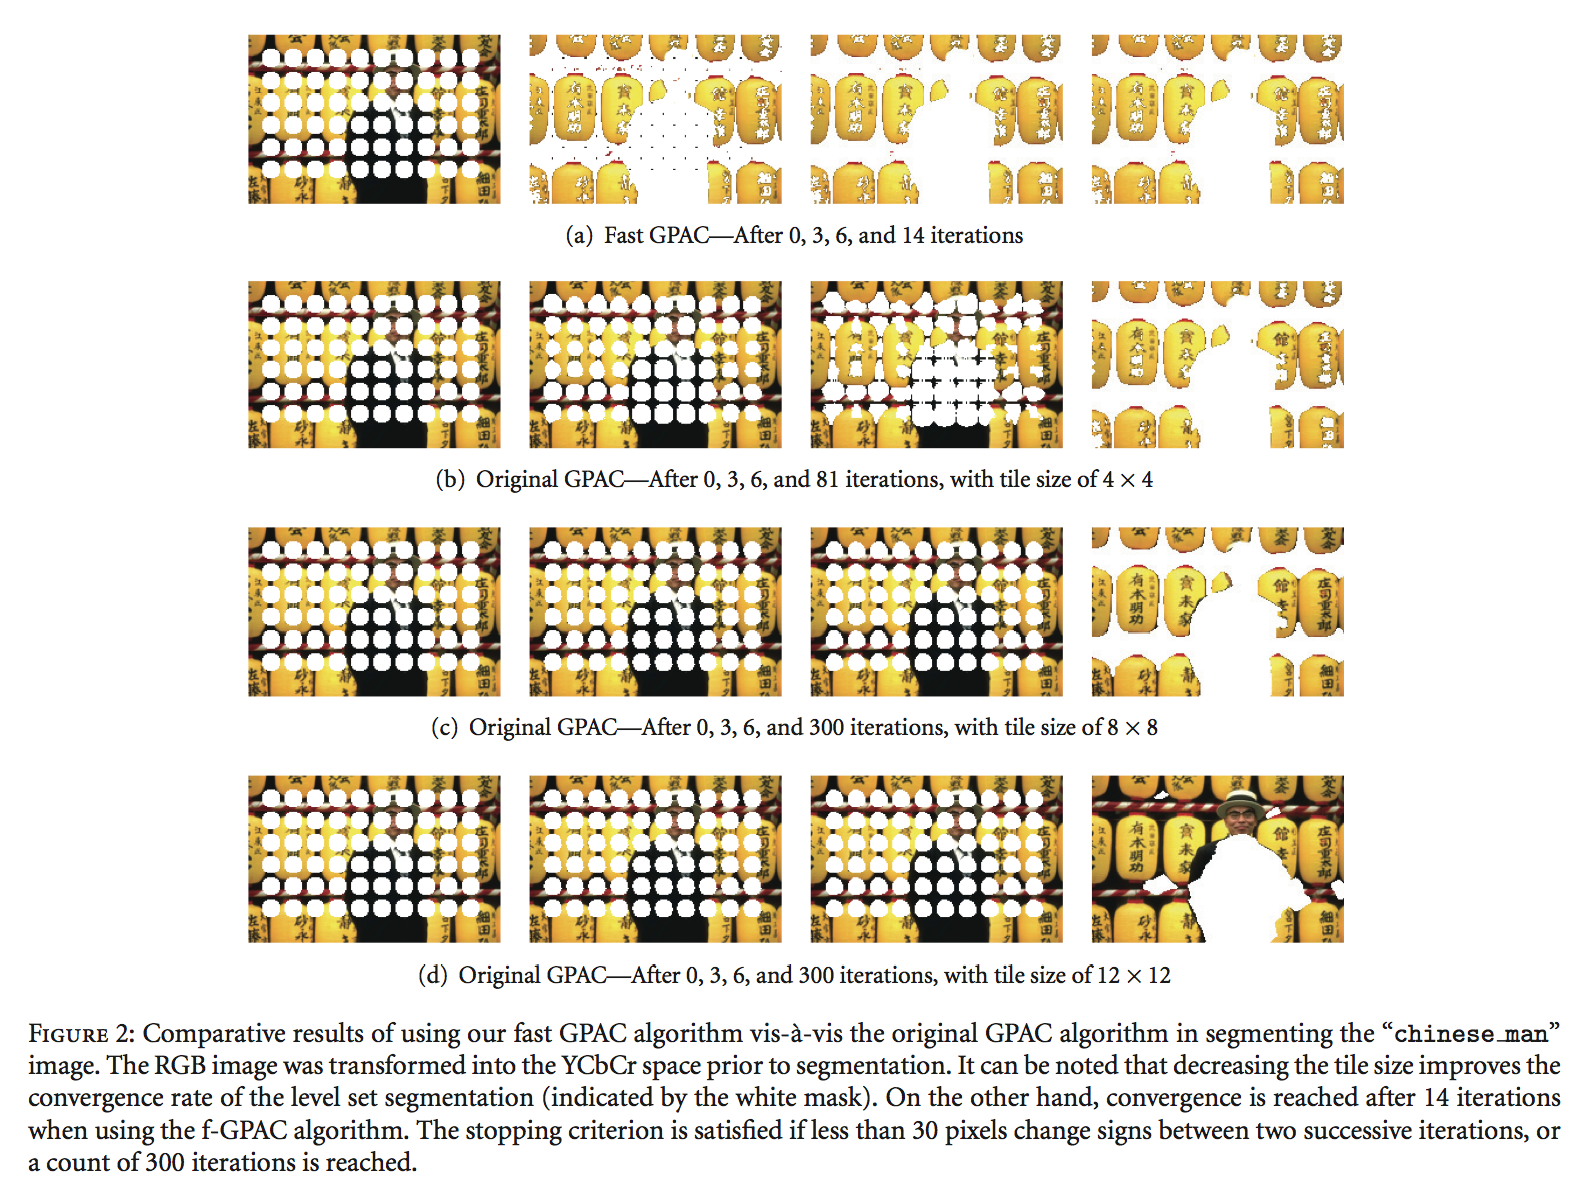 (a) Fast GPAC—After 0, 3, 6, and 14 iterations
(b) Original GPAC—After 0, 3, 6, and 81 iterations, with tile size of 4 × 4
(c) Original GPAC—After 0, 3, 6, and 300 iterations, with tile size of 8 × 8
(d) Original GPAC—After 0, 3, 6, and 300 iterations, with tile size of 12 × 12
FIGURE 2: Comparative results of using our fast GPAC algorithm vis-à-vis the original GPAC algorithm in segmenting the “chinese_man”
image. The RGB image was transformed into the YCbCr space prior to segmentation. It can be noted that decreasing the tile size improves the
convergence rate of the level set segmentation (indicated by the white mask). On the other hand, convergence is reached after 14 iterations
when using the f-GPAC algorithm. The stopping criterion is satisfied if less than 30 pixels change signs between two successive iterations, or
a count of 300 iterations is reached.